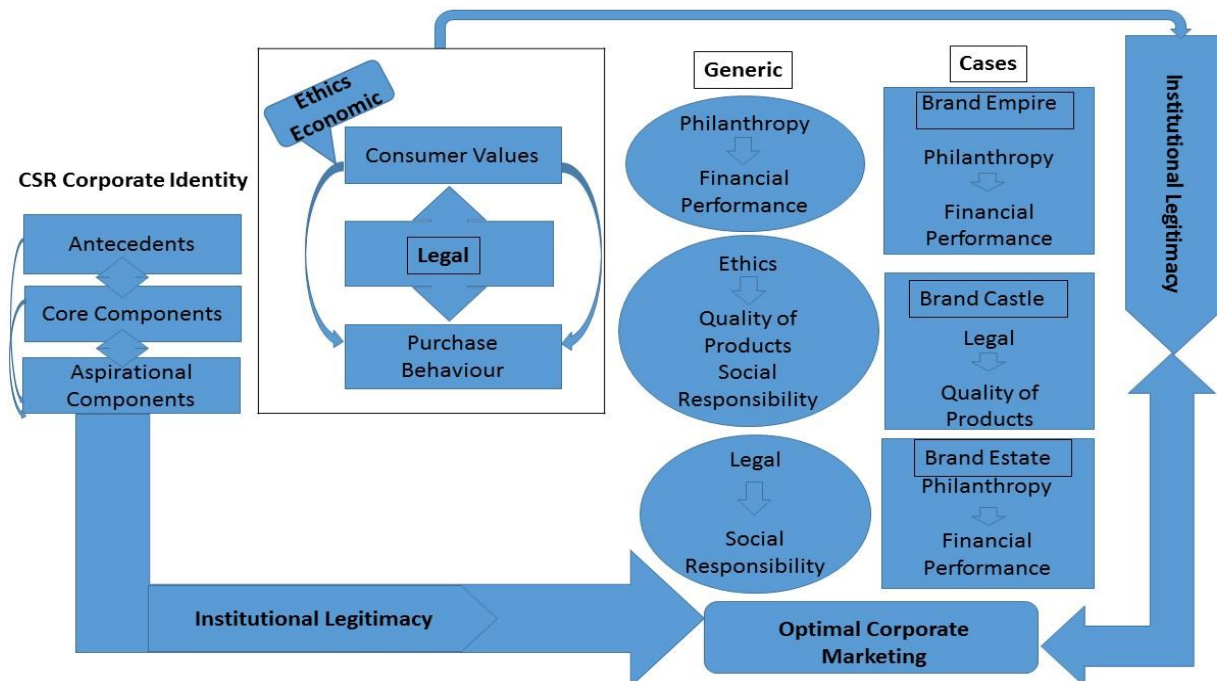 CSR Corporate Identity
Antecedents
Core Components
Aspirational
Components
Ethics
Economic
Consumer Values
Legal
Purchase
Behaviour
Generic
Philanthropy
Financial
Performance
Ethics
Quality of
Products
Social
Responsibility
Legal
Social
Responsibility
Cases
Brand Empire
Philanthropy
Financial
Performance
Brand Castle
Legal
Quality of
Products
Brand Estate
Philanthropy
Financial
Performance
Institutional Legitimacy
Institutional Legitimacy
Optimal Corporate
Marketing